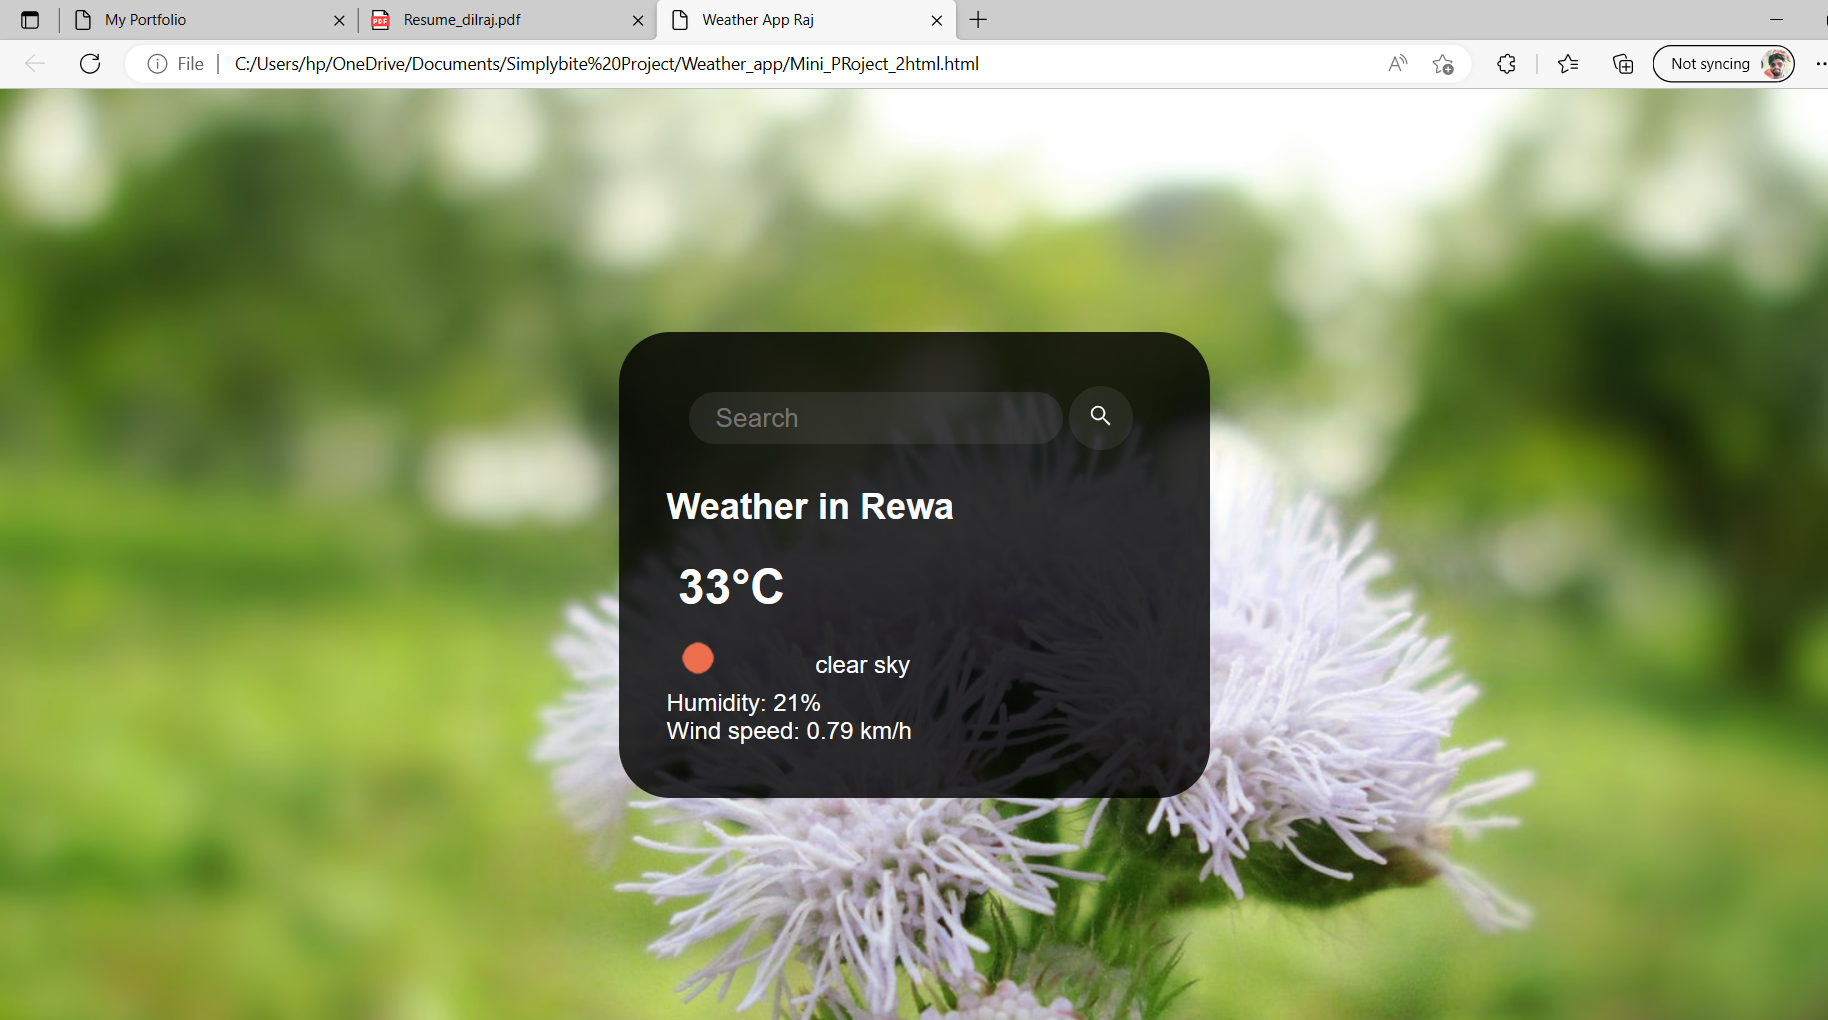 My Portfolio
Resume_dilraj.pdf
Weather App Raj
File
C:/Users/hp/OneDrive/Documents/Simplybite%20Project/Weather_app/Mini_PRoject_2html.html
Not syncing
Search
Weather in Rewa
33°C
clear sky
Humidity: 21%
Wind speed: 0.79 km/h